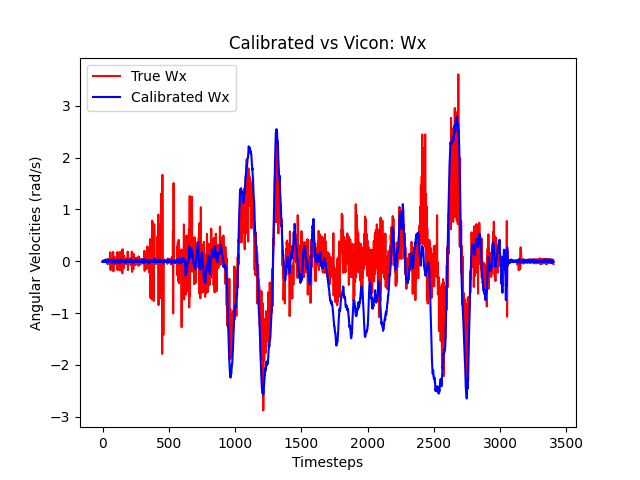 Calibrated vs Vicon: Wx
True Wx
Calibrated Wx
Angular Velocities (rad/s)
3
2
1
0
−1
−2
−3
0 500 1000 1500 2000 2500 3000 3500
Timesteps